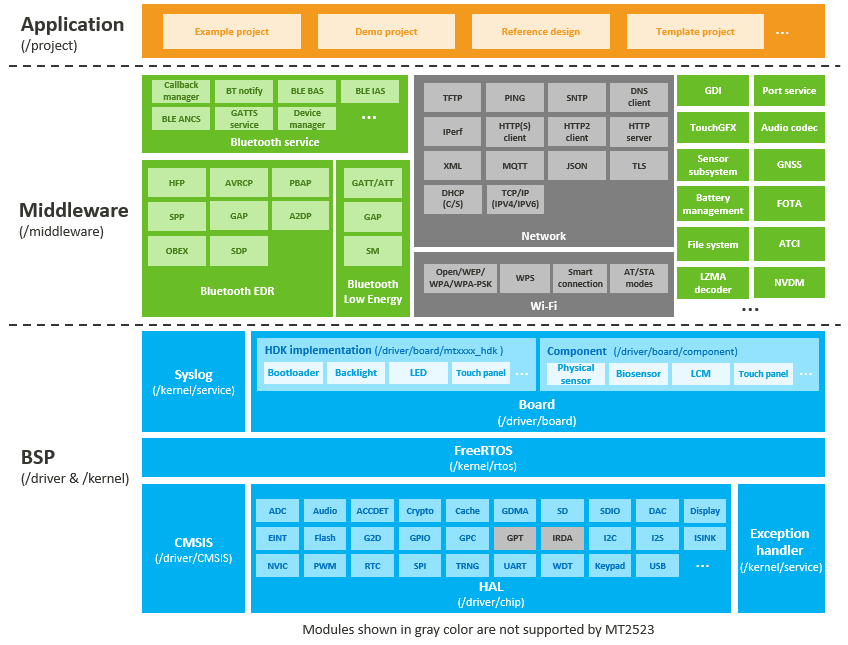 Application
(/project)
Example project
Demo project
Reference design
Template project
...
Middleware
(/middleware)
Callback
manager
BT notify
BLE BAS
BLE IAS
BLE ANCS
GATTS
service
Device
manager
...
Bluetooth service
HFP
AVRCP
PBAP
SPP
GAP
A2DP
OBEX
SDP
Bluetooth EDR
GATT/ATT
GAP
SM
Bluetooth
Low Energy
TFTP
PING
SNTP
DNS
client
IPerf
HTTP(S)
client
HTTP2
client
HTTP
server
XML
MQTT
JSON
TLS
DHCP
(C/S)
TCP/IP
(IPV4/IPV6)
Network
Open/WEP/
WPA/WPA-PSK
WPS
Smart
connection
AT/STA
modes
Wi-Fi
GDI
Port service
TouchGFX
Audio codec
Sensor
subsystem
GNSS
Battery
management
FOTA
File system
ATCI
LZMA
decoder
NVDM
...
BSP
(/driver & /kernel)
Syslog
(/kernel/service)
HDK implementation (/driver/board/mtxxxx_hdk )
Bootloader
Backlight
LED
Touch panel
...
Component (/driver/board/component)
Physical
sensor
Biosensor
LCM
Touch panel
...
Board
(/driver/board)
FreeRTOS
(/kernel/rtos)
CMSIS
(/driver/CMSIS)
ADC
Audio
ACCDET
Crypto
Cache
GDMA
SD
SDIO
DAC
Display
EINT
Flash
G2D
GPIO
GPC
GPT
IRDA
I2C
I2S
ISINK
NVIC
PWM
RTC
SPI
TRNG
UART
WDT
Keypad
USB
...
HAL
(/driver/chip)
Exception
handler
(/kernel/service)
Modules shown in gray color are not supported by MT2523